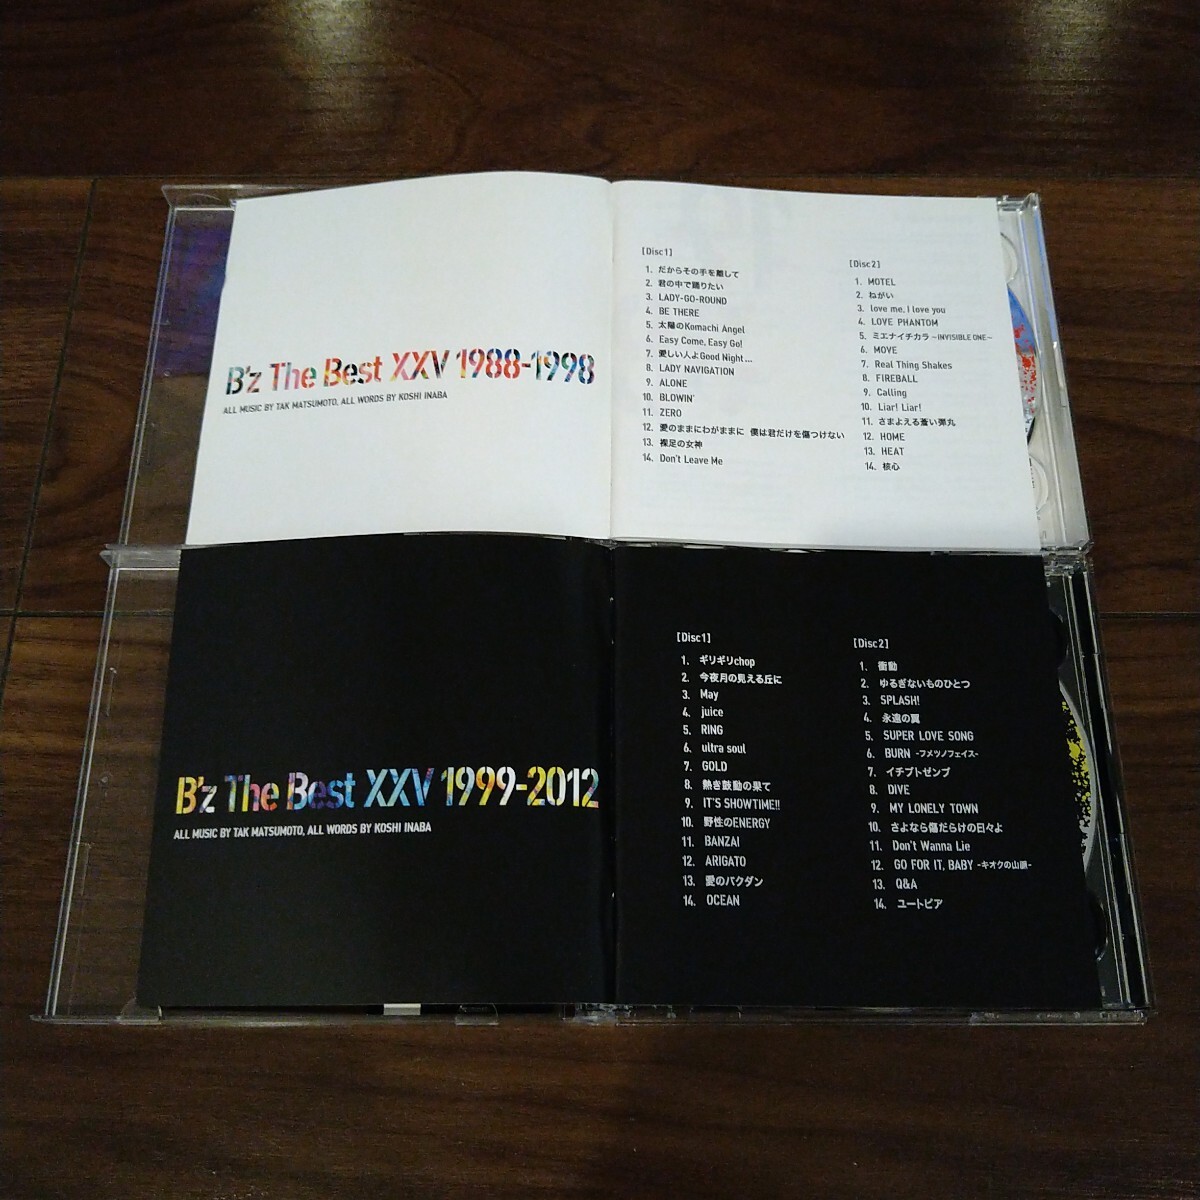 B'z The Best XXV 1988-1998
ALL MUSIC BY TAK MATSUMOTO, ALL WORDS BY KOSHI INABA
[Disc1]
1. だからその手を離して
2. 君の中で踊りたい
3. LADY-GO-ROUND
4. BE THERE
5. 太陽のKomachi Angel
6. Easy Come, Easy Go!
7. 愛しい人よGood Night...
8. LADY NAVIGATION
9. ALONE
10. BLOWIN'
11. ZERO
12. 愛のままにわがままに 僕は君だけを傷つけない
13. 裸足の女神
14. Don't Leave Me
[Disc2]
1. MOTEL
2. ねがい
3. love me, I love you
4. LOVE PHANTOM
5. ミエナイチカラ ～INVISIBLE ONE～
6. MOVE
7. Real Thing Shakes
8. FIREBALL
9. Calling
10. Liar! Liar!
11. さまよえる蒼い弾丸
12. HOME
13. HEAT
14. 核心
B'z The Best XXV 1999-2012
ALL MUSIC BY TAK MATSUMOTO, ALL WORDS BY KOSHI INABA
[Disc1]
1. ギリギリchop
2. 今夜月の見える丘に
3. May
4. juice
5. RING
6. ultra soul
7. GOLD
8.熱き鼓動の果て
9. IT'S SHOWTIME!!
10. 野性のENERGY
11. BANZAI
12. ARIGATO
13. 愛のバクダン
14. OCEAN
[Disc2]
1. 衝動
2. ゆるぎないものひとつ
3. SPLASH!
4. 永遠の翼
5. SUPER LOVE SONG
6. BURN -フメツノフェイス-
7. イチブトゼンブ
8. DIVE
9. MY LONELY TOWN
10. さよなら傷だらけの日々よ
11. Don't Wanna Lie
12. GO FOR IT, BABY -キオクの山脈-
13. Q&A
14. ユートピア